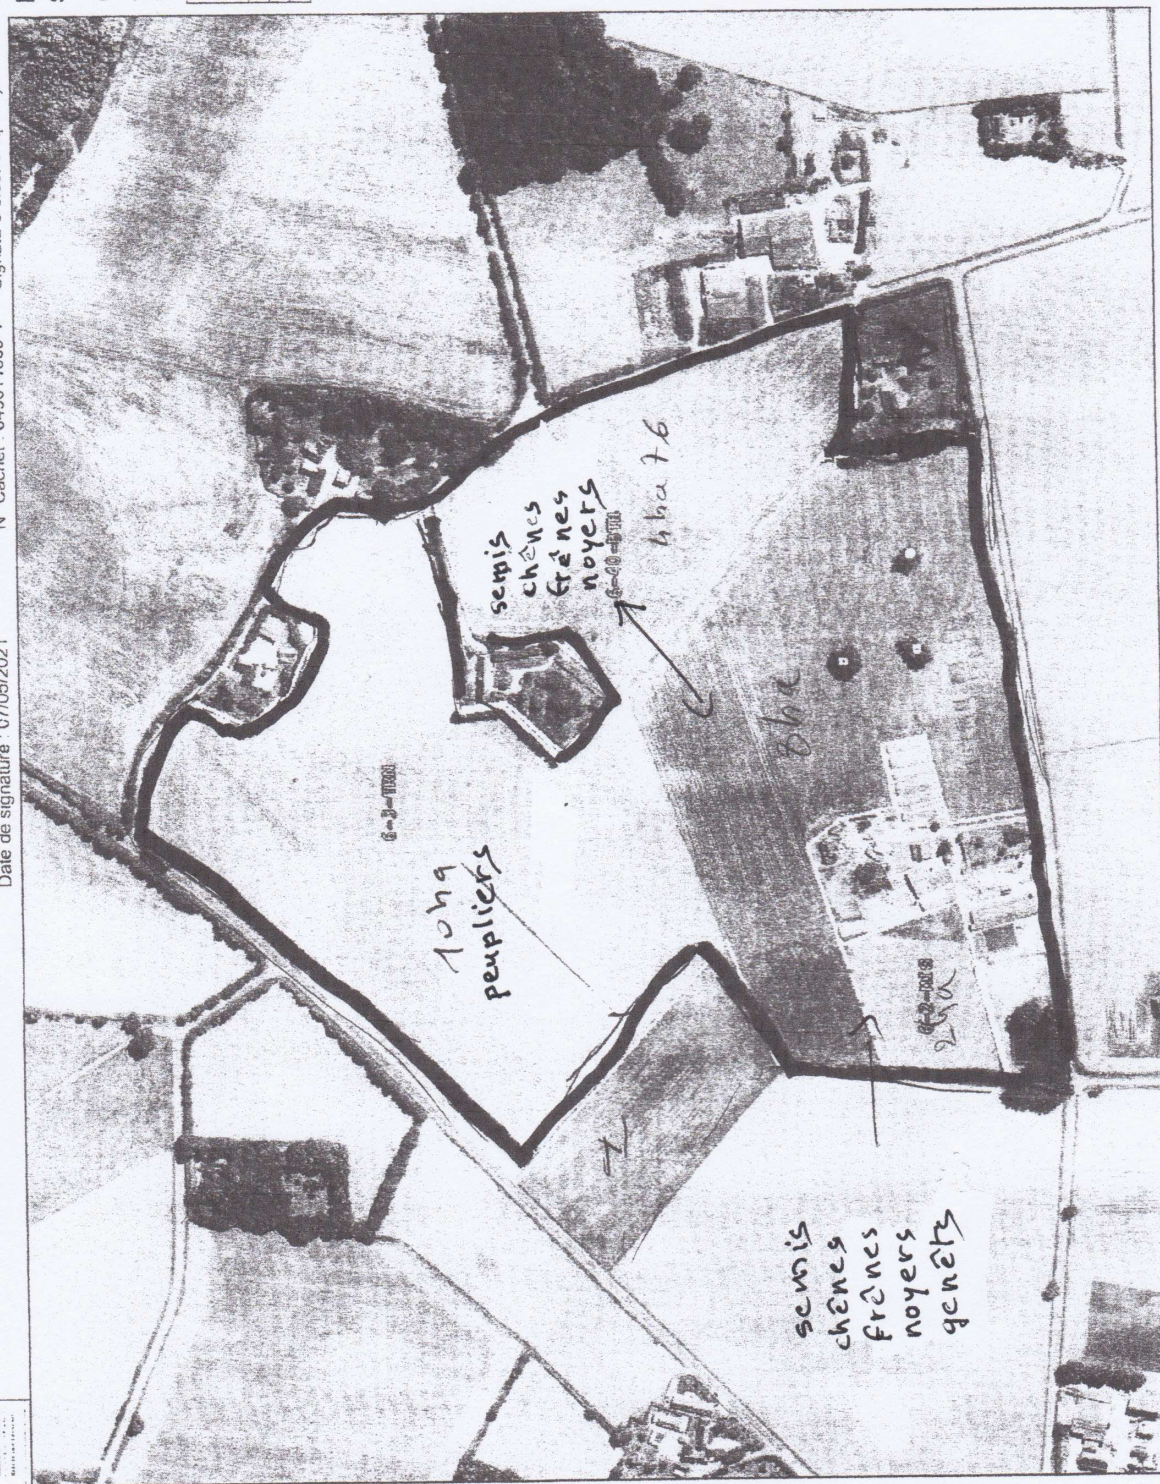 Date de signature : 07/05/2021
semis
chênes
frênes
noyers
4ha 76
10ha
peupliers
8ha
2ha
semis
chênes
frênes
noyers
genêts